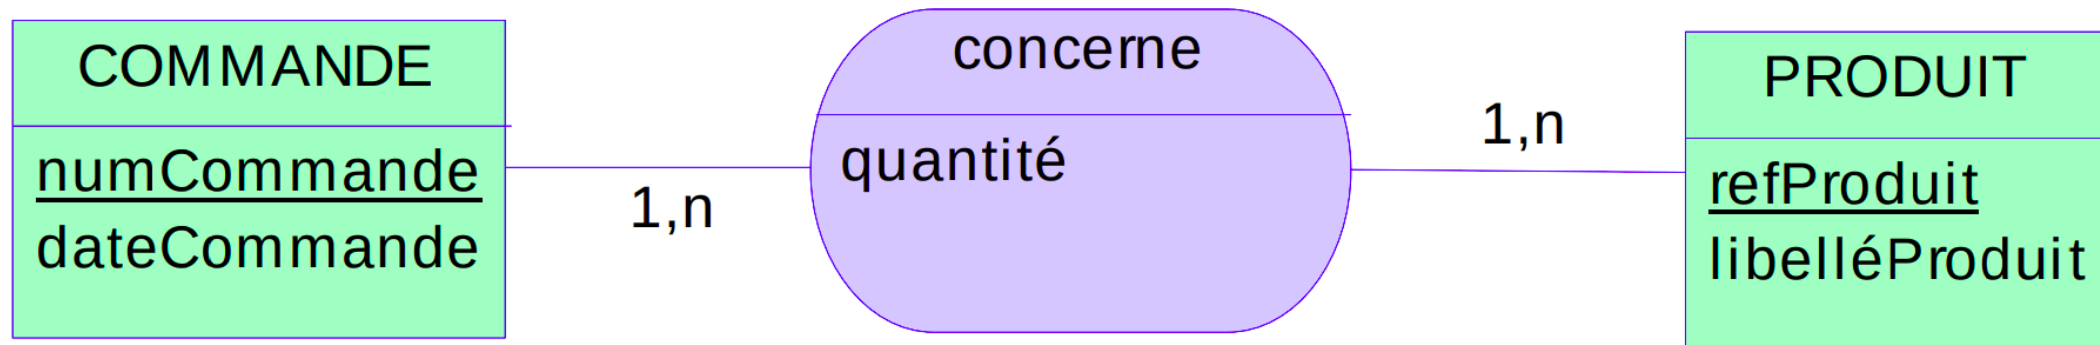 COMMANDE
numCommande
dateCommande
1,n
concerne
quantité
1,n
PRODUIT
refProduit
libelléProduit